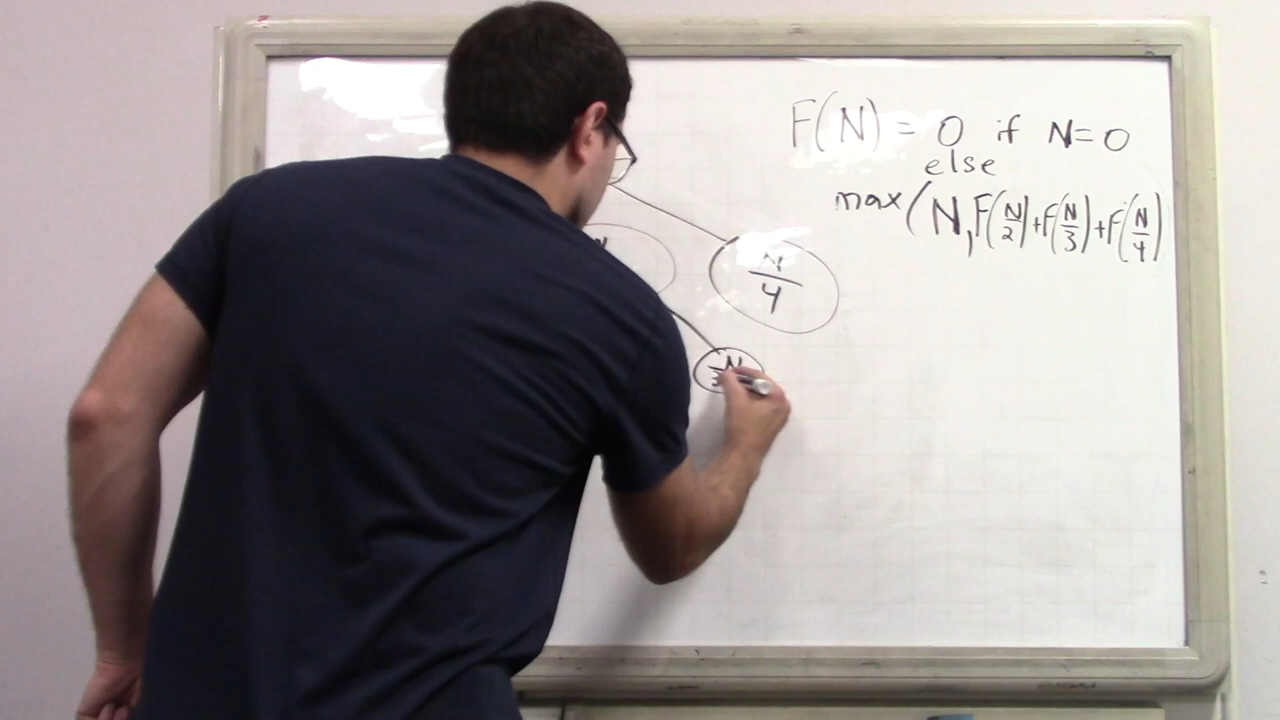 F(N) = 0 if N=0
else
max(N, F(N/2)+F(N/3)+F(N/4)
N
N/4
N/3